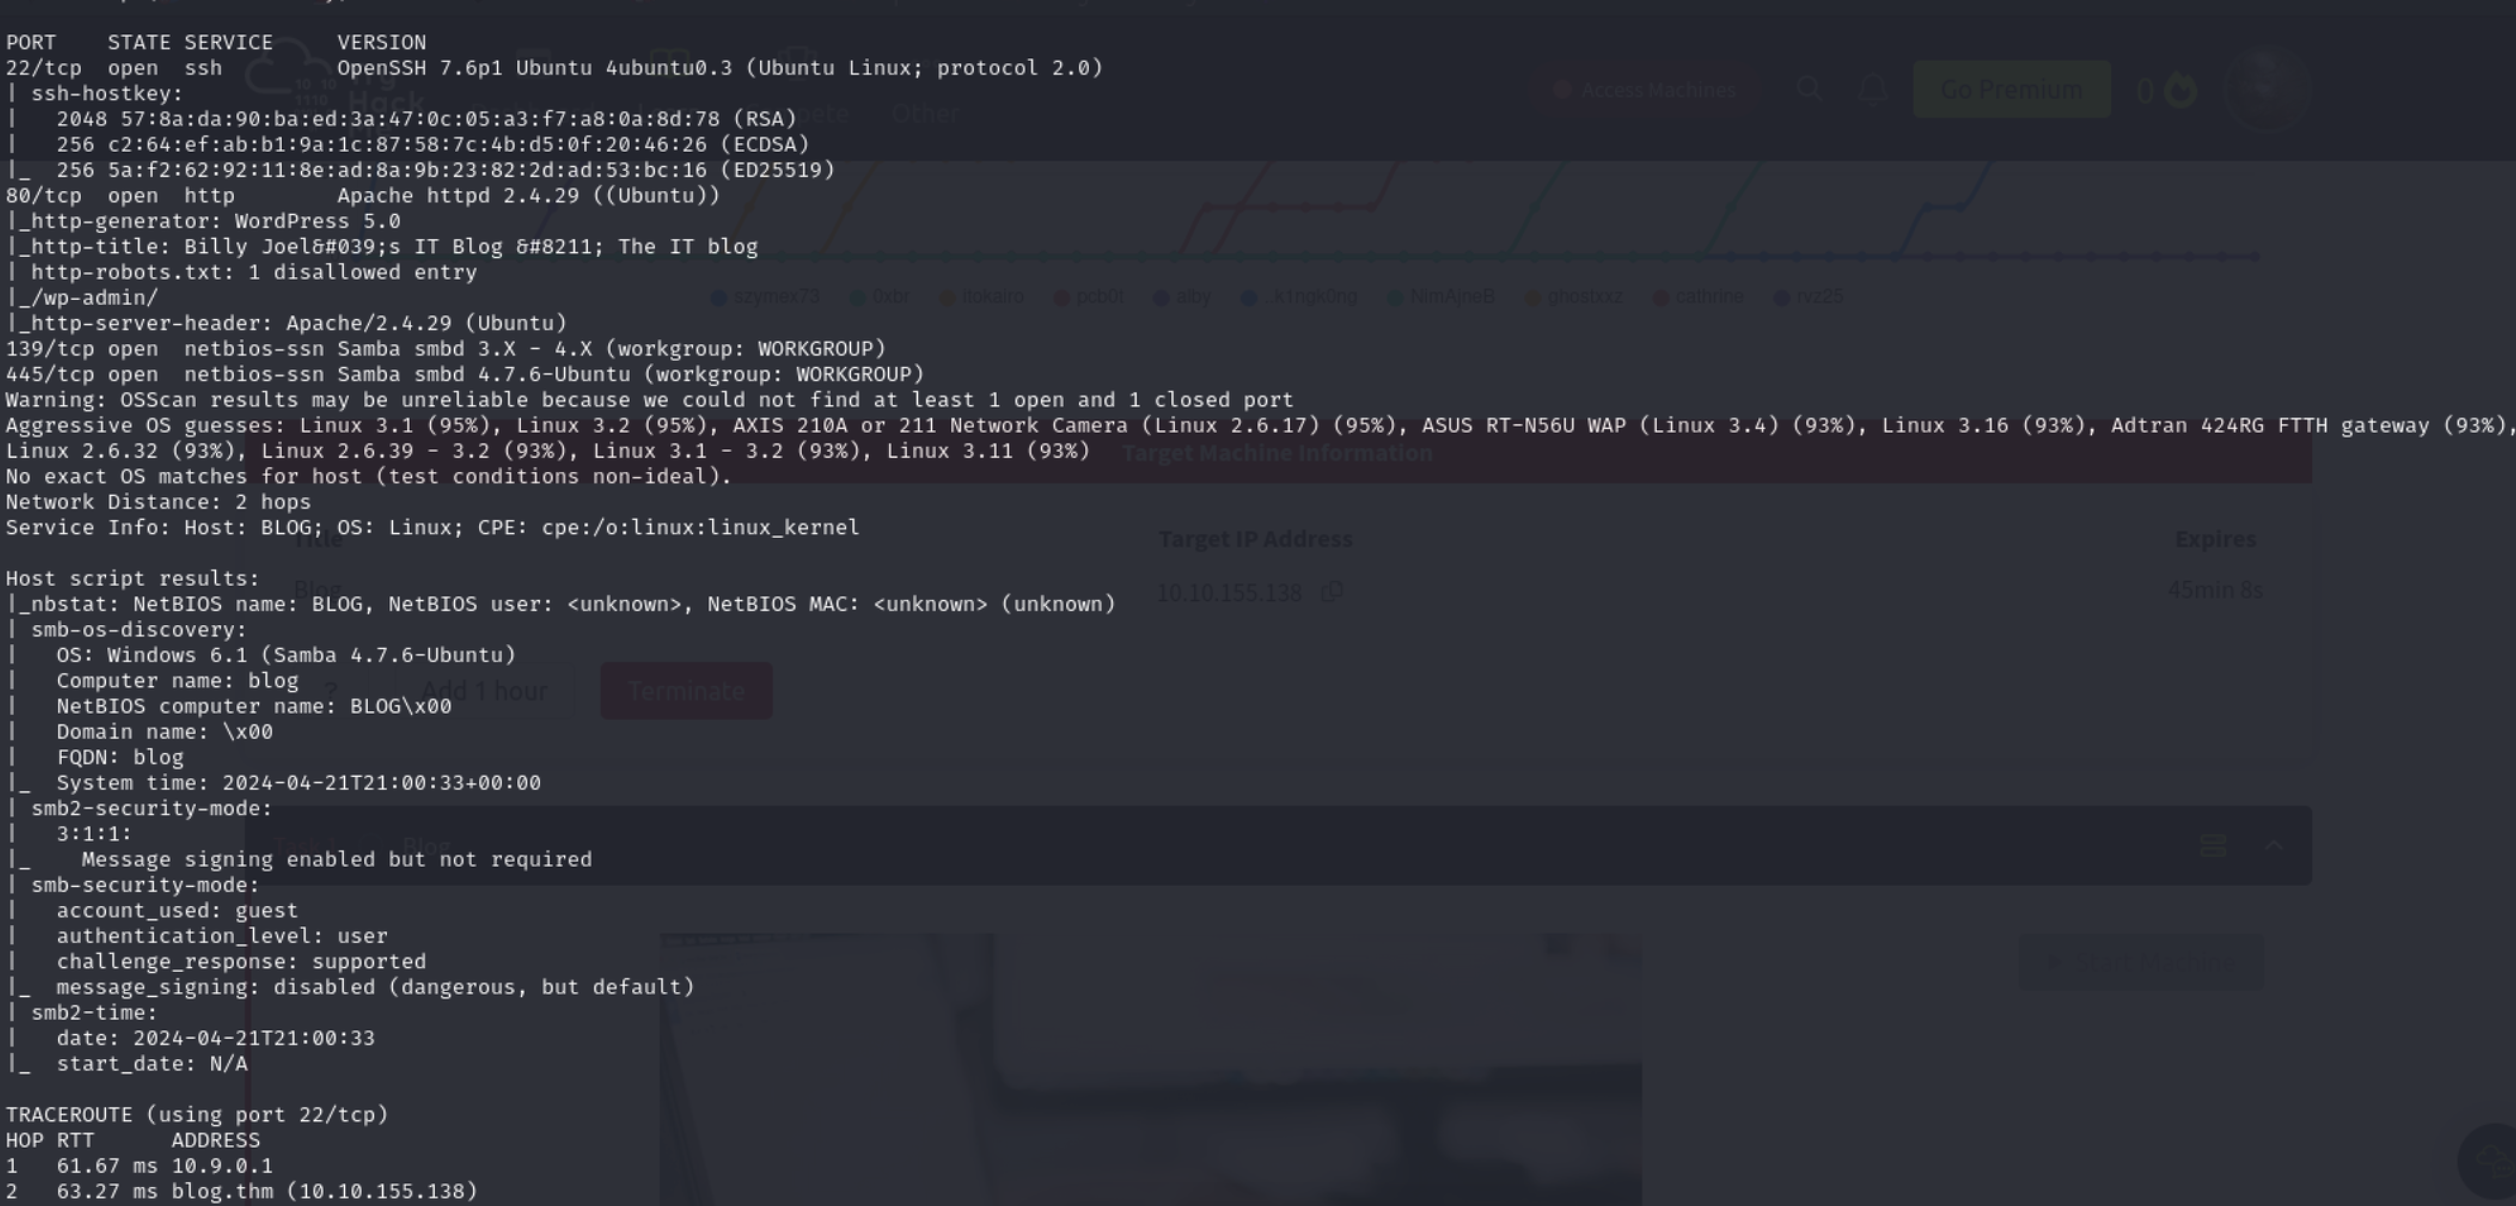 PORT    STATE SERVICE     VERSION
22/tcp  open  ssh         OpenSSH 7.6p1 Ubuntu 4ubuntu0.3 (Ubuntu Linux; protocol 2.0)
| ssh-hostkey:
|   2048 57:8a:da:90:ba:ed:3a:47:0c:05:a3:f7:a8:0a:8d:78 (RSA)
|   256 c2:64:ef:ab:b1:9a:1c:87:58:7c:4b:d5:0f:20:46:26 (ECDSA)
|_  256 5a:f2:62:92:11:8e:ad:8a:9b:23:82:2d:ad:53:bc:16 (ED25519)
80/tcp  open  http        Apache httpd 2.4.29 ((Ubuntu))
|_http-generator: WordPress 5.0
|_http-title: Billy Joel&#039;s IT Blog &#8211; The IT blog
| http-robots.txt: 1 disallowed entry
|_/wp-admin/
|_http-server-header: Apache/2.4.29 (Ubuntu)
139/tcp open  netbios-ssn Samba smbd 3.X - 4.X (workgroup: WORKGROUP)
445/tcp open  netbios-ssn Samba smbd 4.7.6-Ubuntu (workgroup: WORKGROUP)
Warning: OSScan results may be unreliable because we could not find at least 1 open and 1 closed port
Aggressive OS guesses: Linux 3.1 (95%), Linux 3.2 (95%), AXIS 210A or 211 Network Camera (Linux 2.6.17) (95%), ASUS RT-N56U WAP (Linux 3.4) (93%), Linux 3.16 (93%), Adtran 424RG FTTH gateway (93%),
Linux 2.6.32 (93%), Linux 2.6.39 - 3.2 (93%), Linux 3.1 - 3.2 (93%), Linux 3.11 (93%)
No exact OS matches for host (test conditions non-ideal).
Network Distance: 2 hops
Service Info: Host: BLOG; OS: Linux; CPE: cpe:/o:linux:linux_kernel

Host script results:
|_nbstat: NetBIOS name: BLOG, NetBIOS user: <unknown>, NetBIOS MAC: <unknown> (unknown)
| smb-os-discovery:
|   OS: Windows 6.1 (Samba 4.7.6-Ubuntu)
|   Computer name: blog
|   NetBIOS computer name: BLOG\x00
|   Domain name: \x00
|   FQDN: blog
|_  System time: 2024-04-21T21:00:33+00:00
| smb2-security-mode:
|   3:1:1:
|_    Message signing enabled but not required
| smb-security-mode:
|   account_used: guest
|   authentication_level: user
|   challenge_response: supported
|_  message_signing: disabled (dangerous, but default)
| smb2-time:
|   date: 2024-04-21T21:00:33
|_  start_date: N/A

TRACEROUTE (using port 22/tcp)
HOP RTT      ADDRESS
1   61.67 ms 10.9.0.1
2   63.27 ms blog.thm (10.10.155.138)
Hack
Other
Access Machines
Go Premium
0
szymex73 0xbr itokairo pcb0t alby ..k1ngk0ng NimAjneB ghostxxz cathrine rvz25
Target Machine Information
Title
Target IP Address
Expires
Blog
10.10.155.138
45min 8s
?
Add 1 hour
Terminate
Blog
Start Machine